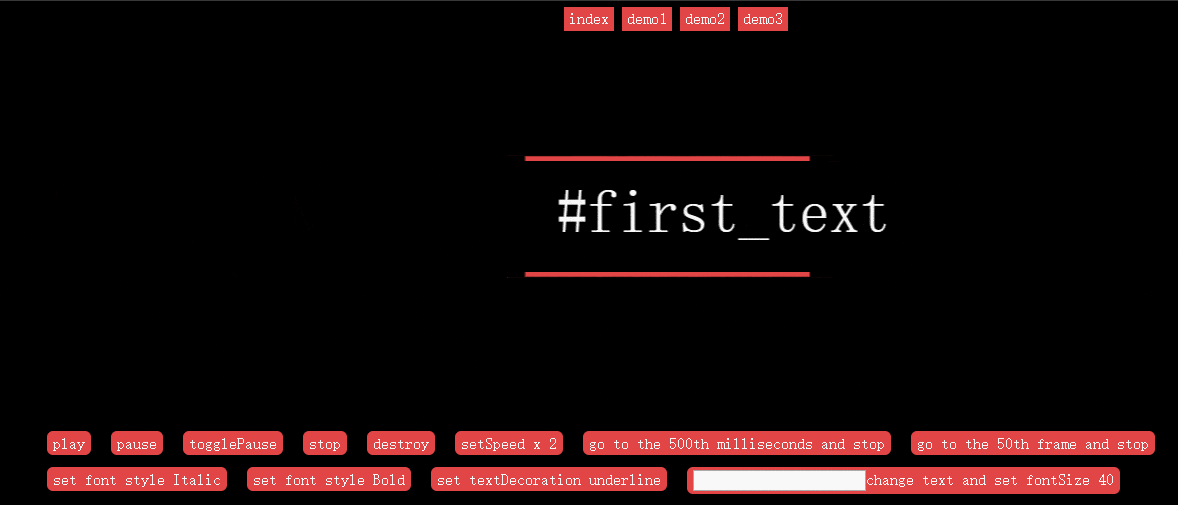 index demo1 demo2 demo3
#first_text
play pause togglePause stop destroy setSpeed x 2 go to the 500th milliseconds and stop go to the 50th frame and stop
set font style Italic set font style Bold set textDecoration underline change text and set fontSize 40